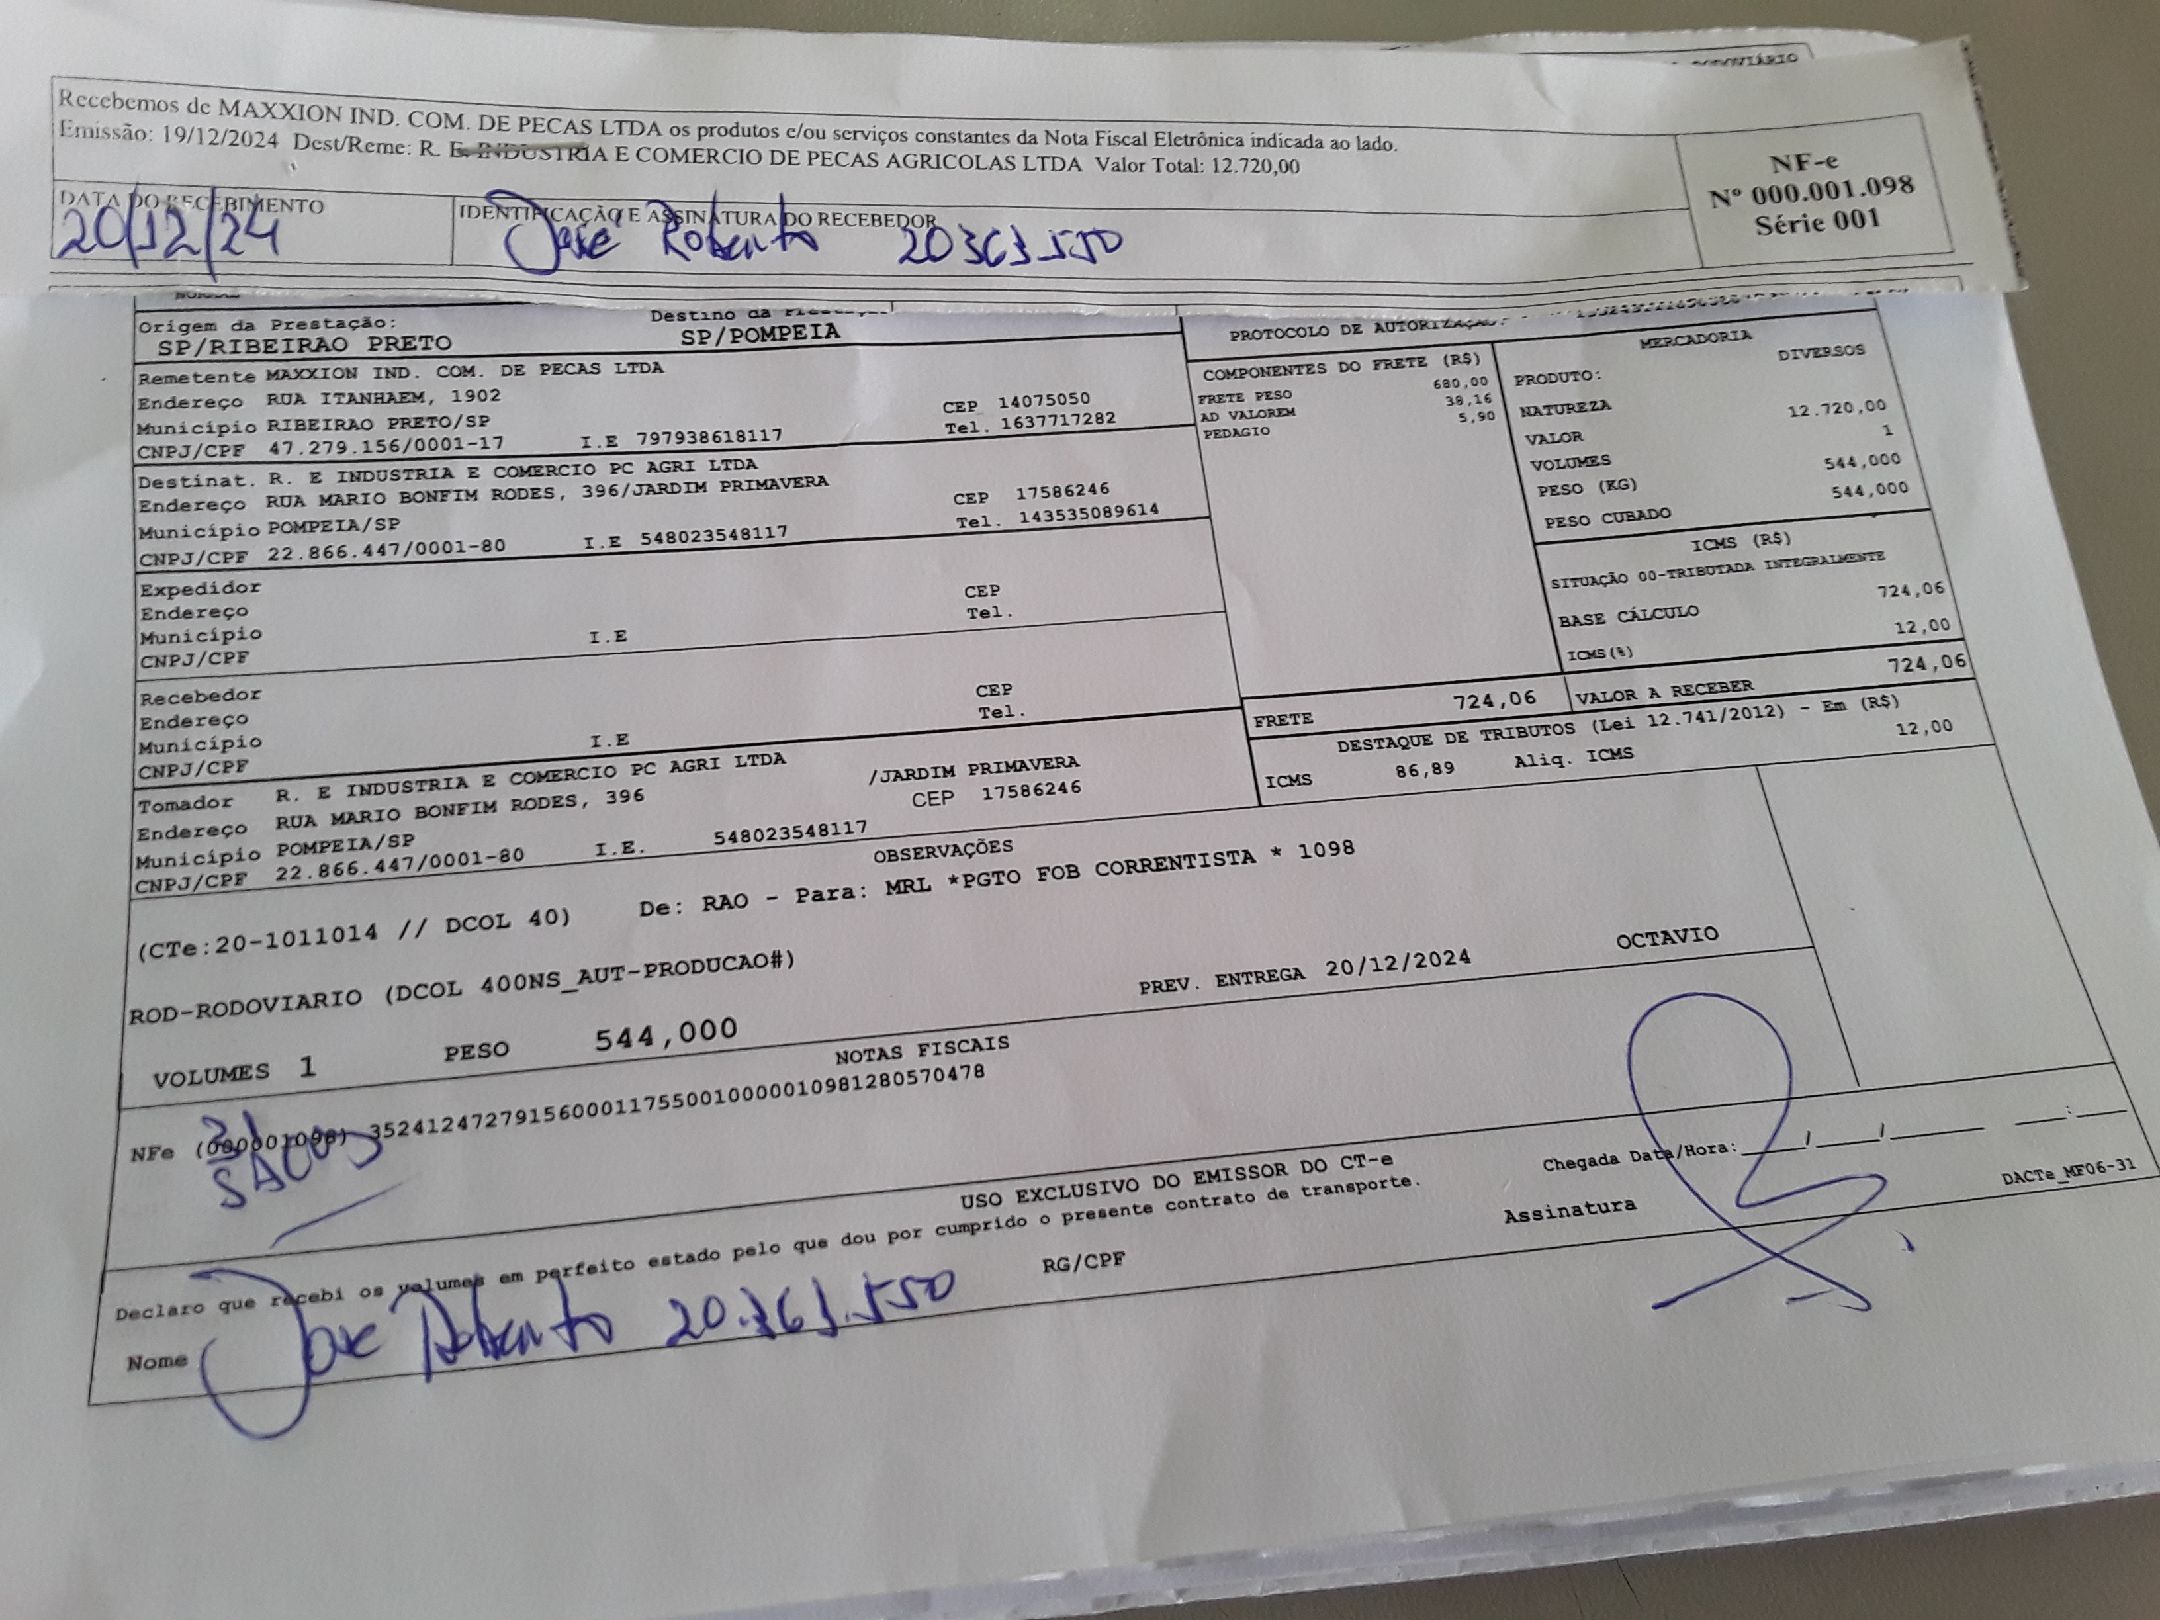 RODOVIÁRIO
Recebemos de MAXXION IND. COM. DE PECAS LTDA os produtos e/ou serviços constantes da Nota Fiscal Eletrônica indicada ao lado.
Emissão: 19/12/2024 Dest/Reme: R. E. INDUSTRIA E COMERCIO DE PECAS AGRICOLAS LTDA Valor Total: 12.720,00
NF-e
Nº 000.001.098
Série 001
DATA DO RECEBIMENTO
20/12/24
IDENTIFICAÇÃO E ASSINATURA DO RECEBEDOR
José Roberto 20363550
Origem da Prestação:
SP/RIBEIRAO PRETO
Destino da
SP/POMPEIA
Remetente MAXXION IND. COM. DE PECAS LTDA
Endereço RUA ITANHAEM, 1902
CEP 14075050
Município RIBEIRAO PRETO/SP
Tel. 1637717282
CNPJ/CPF 47.279.156/0001-17 I.E 797938618117
Destinat. R. E INDUSTRIA E COMERCIO PC AGRI LTDA
Endereço RUA MARIO BONFIM RODES, 396/JARDIM PRIMAVERA
CEP 17586246
Município POMPEIA/SP
Tel. 143535089614
CNPJ/CPF 22.866.447/0001-80 I.E 548023548117
Expedidor
Endereço CEP
Município Tel.
CNPJ/CPF I.E
Recebedor
Endereço CEP
Município Tel.
CNPJ/CPF I.E
Tomador R. E INDUSTRIA E COMERCIO PC AGRI LTDA
Endereço RUA MARIO BONFIM RODES, 396 /JARDIM PRIMAVERA
Município POMPEIA/SP CEP 17586246
CNPJ/CPF 22.866.447/0001-80 I.E. 548023548117
PROTOCOLO DE AUTORIZAÇÃO:
COMPONENTES DO FRETE (R$)
FRETE PESO 680,00
AD VALOREM 38,16
PEDAGIO 5,90
MERCADORIA
PRODUTO: DIVERSOS
NATUREZA
VALOR 12.720,00
VOLUMES 1
PESO (KG) 544,000
PESO CUBADO 544,000
ICMS (R$)
SITUAÇÃO 00-TRIBUTADA INTEGRALMENTE
BASE CÁLCULO 724,06
ICMS(%) 12,00
FRETE 724,06 VALOR A RECEBER 724,06
DESTAQUE DE TRIBUTOS (Lei 12.741/2012) - Em (R$)
ICMS 86,89 Aliq. ICMS 12,00
OBSERVAÇÕES
(CTe:20-1011014 // DCOL 40) De: RAO - Para: MRL *PGTO FOB CORRENTISTA * 1098
ROD-RODOVIARIO (DCOL 400NS_AUT-PRODUCAO#)
PREV. ENTREGA 20/12/2024 OCTAVIO
VOLUMES 1 PESO 544,000
NOTAS FISCAIS
NFe (000001098) 35241247279156000117550010000010981280570478
USO EXCLUSIVO DO EMISSOR DO CT-e
Declaro que recebi os volumes em perfeito estado pelo que dou por cumprido o presente contrato de transporte.
Chegada Data/Hora:____/____/______ ___:___
Nome José Roberto 20.363.550 RG/CPF Assinatura
DACTe_MF06-31